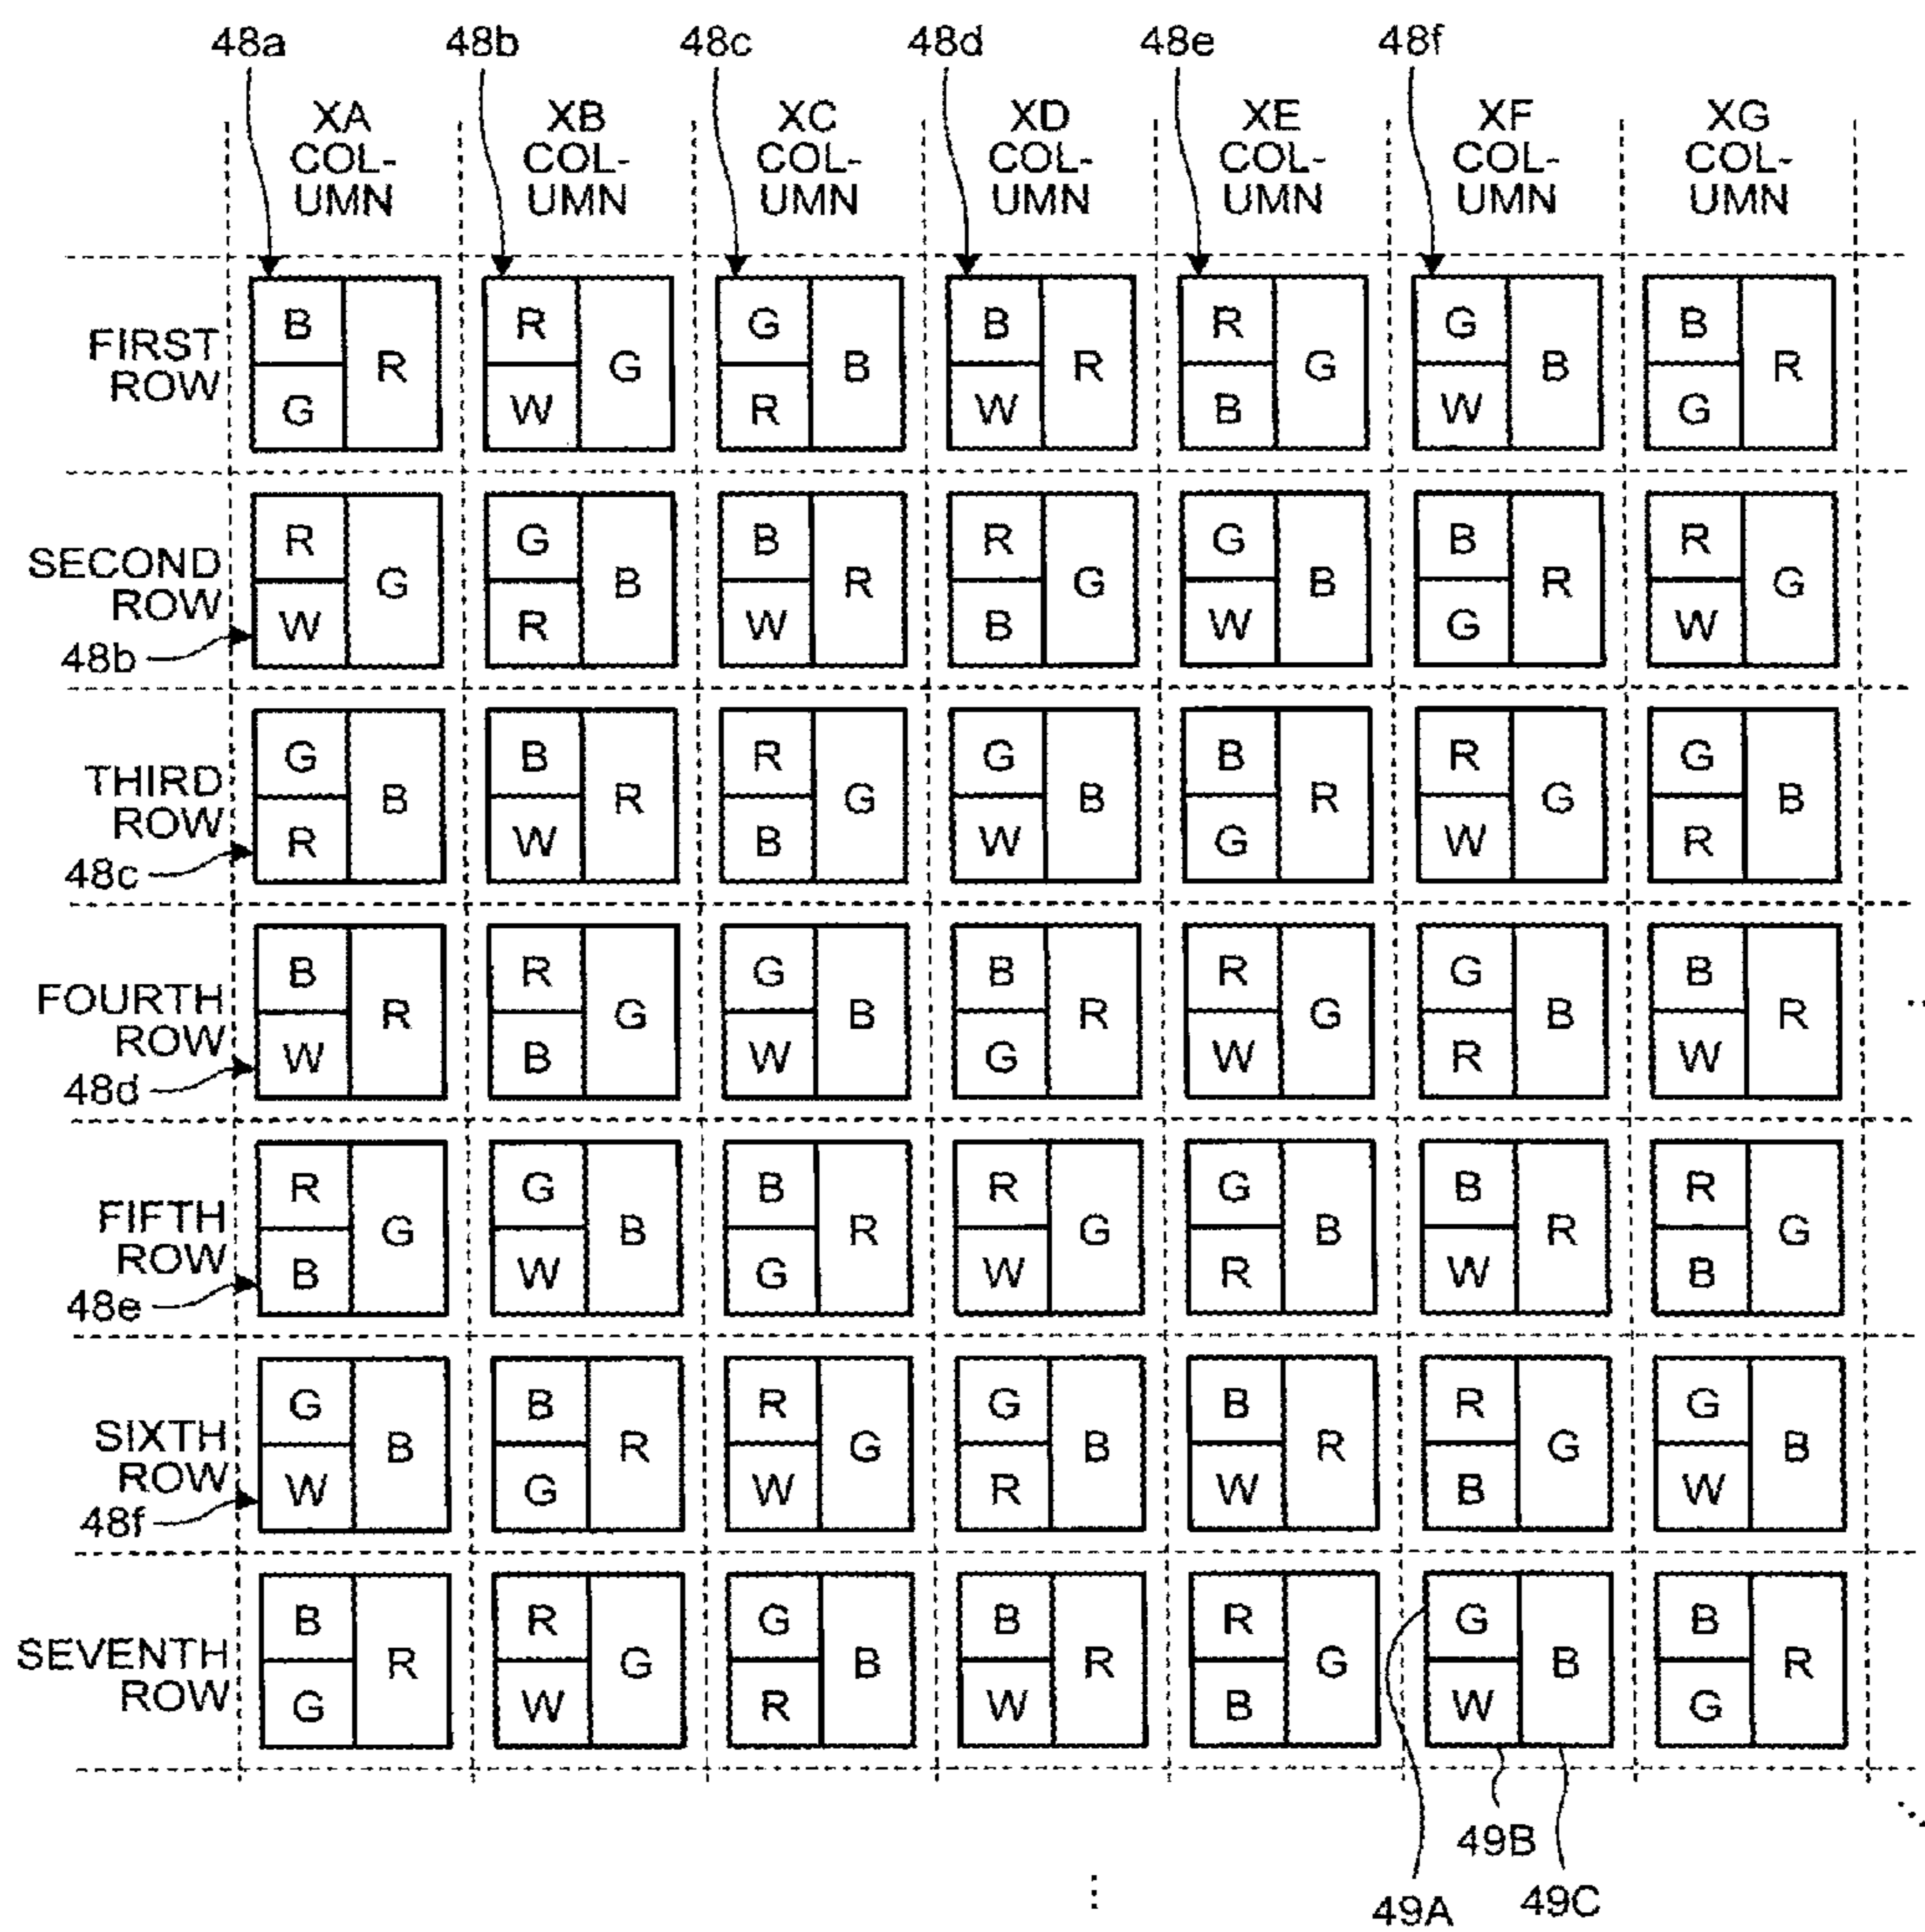 48a 48b 48c 48d 48e 48f
XA COL- UMN XB COL- UMN XC COL- UMN XD COL- UMN XE COL- UMN XF COL- UMN XG COL- UMN
FIRST ROW
B G R R W G G R B B W R R B G G W B B G R
SECOND ROW
48b
R W G G R B B W R R B G G W B B G R R W G
THIRD ROW
48c
G R B B W R R B G G W B B G R R W G G R B
FOURTH ROW
48d
B W R R B G G W B B G R R W G G R B B W R
FIFTH ROW
48e
R B G G W B B G R R W G G R B B W R R B G
SIXTH ROW
48f
G W B B G R R W G G R B B W R R B G G W B
SEVENTH ROW
B G R R W G G R B B W R R B G G W B B G R
49B
49A 49C